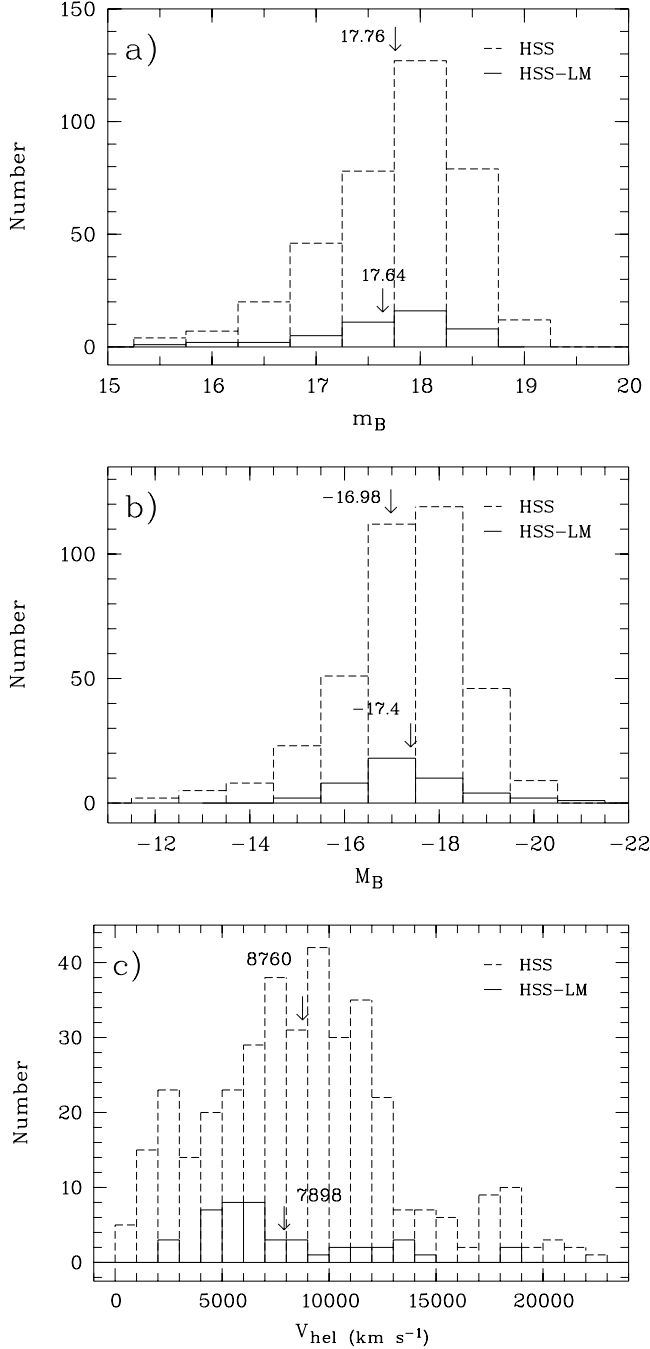 150
a)
17.76
HSS
HSS-LM
100
Number
50
17.64
0
15 16 17 18 19 20
m_B
b)
-16.98
HSS
HSS-LM
100
Number
50
-17.4
0
-12 -14 -16 -18 -20 -22
M_B
40
c)
8760
HSS
HSS-LM
30
Number
20
10
7898
0
0 5000 10000 15000 20000
V_hel (km s⁻¹)